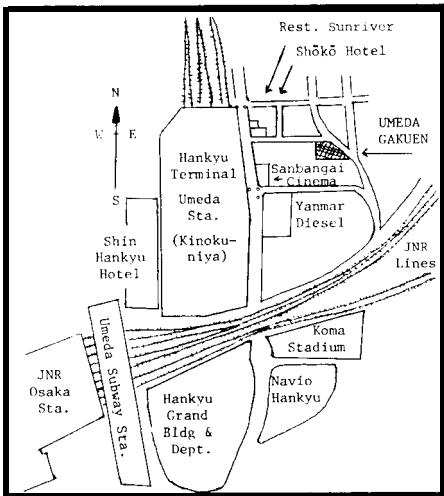 Rest. Sunriver
Shōkō Hotel
N
W E
S
UMEDA
GAKUEN
Hankyu
Terminal
Umeda
Sta.
(Kinoku-
niya)
Sanbangai
Cinema
Yanmar
Diesel
Shin
Hankyu
Hotel
JNR
Lines
Koma
Stadium
Umeda Subway Sta.
JNR
Osaka
Sta.
Hankyu
Grand
Bldg &
Dept.
Navio
Hankyu